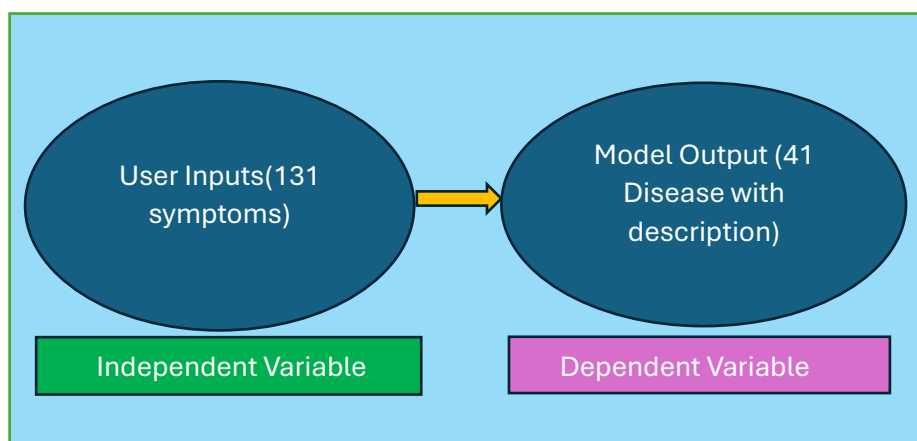 User Inputs(131
symptoms)
Model Output (41
Disease with
description)
Independent Variable
Dependent Variable